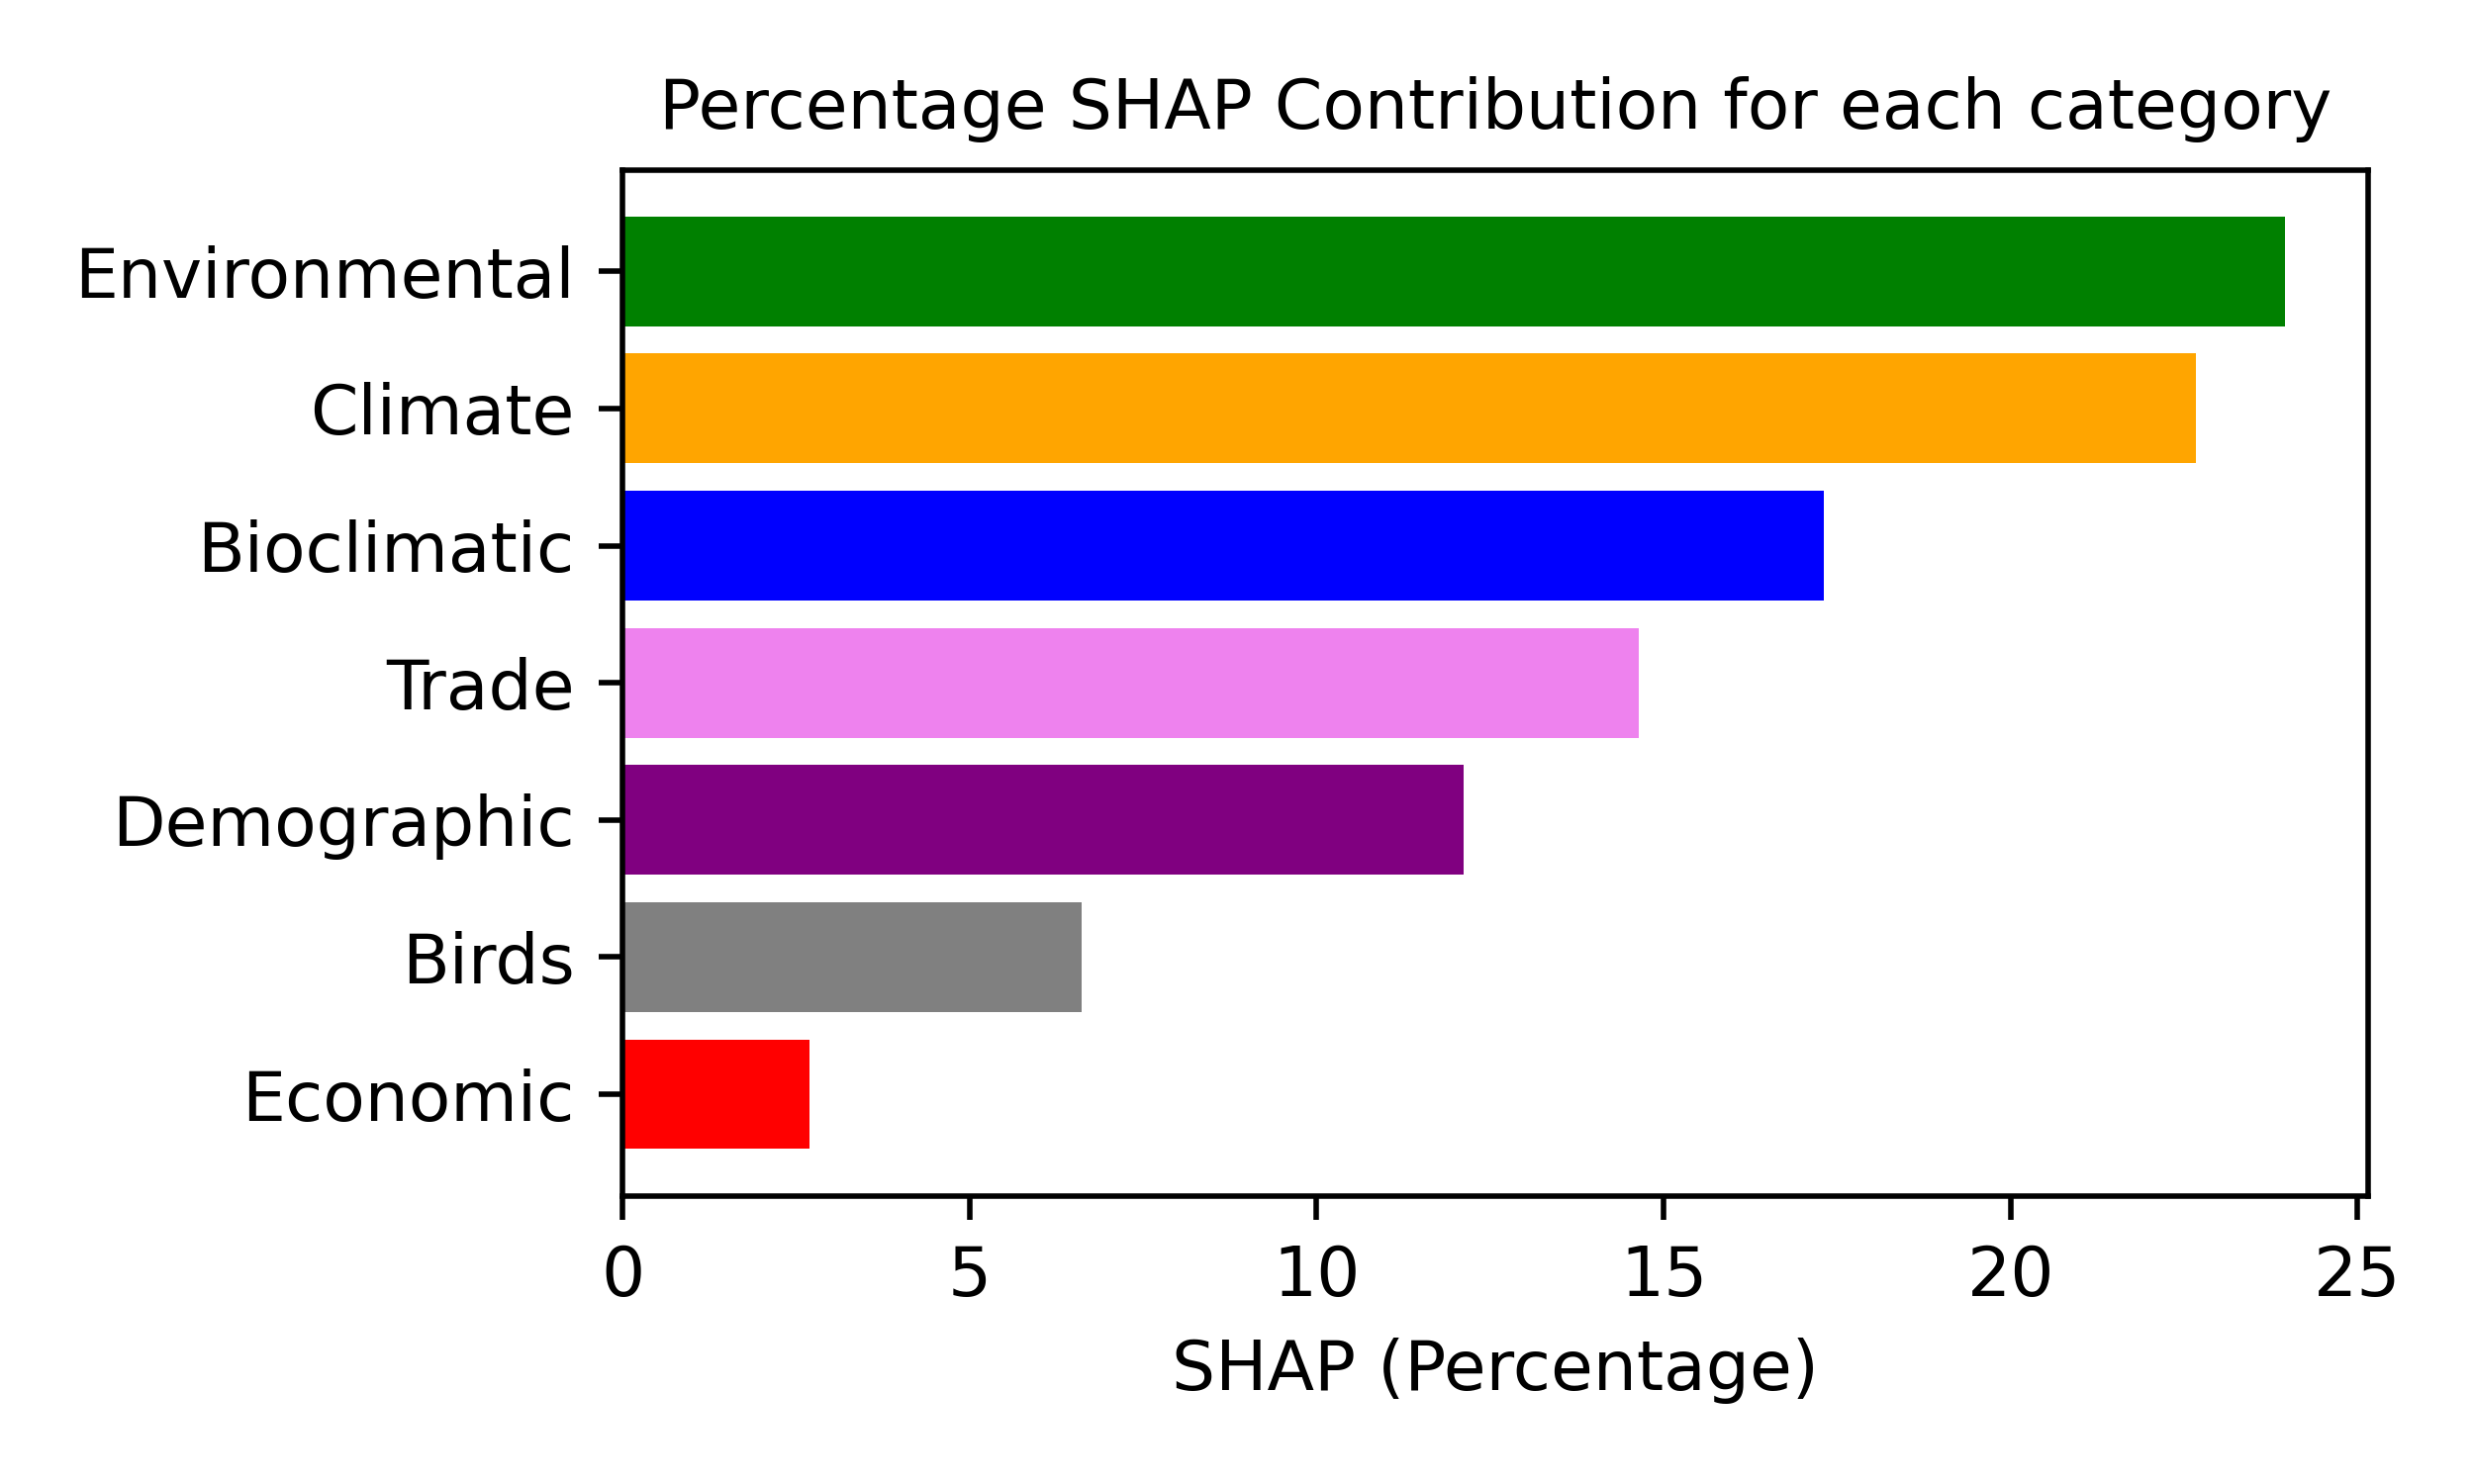 Percentage SHAP Contribution for each category
Environmental
Climate
Bioclimatic
Trade
Demographic
Birds
Economic
0 5 10 15 20 25
SHAP (Percentage)